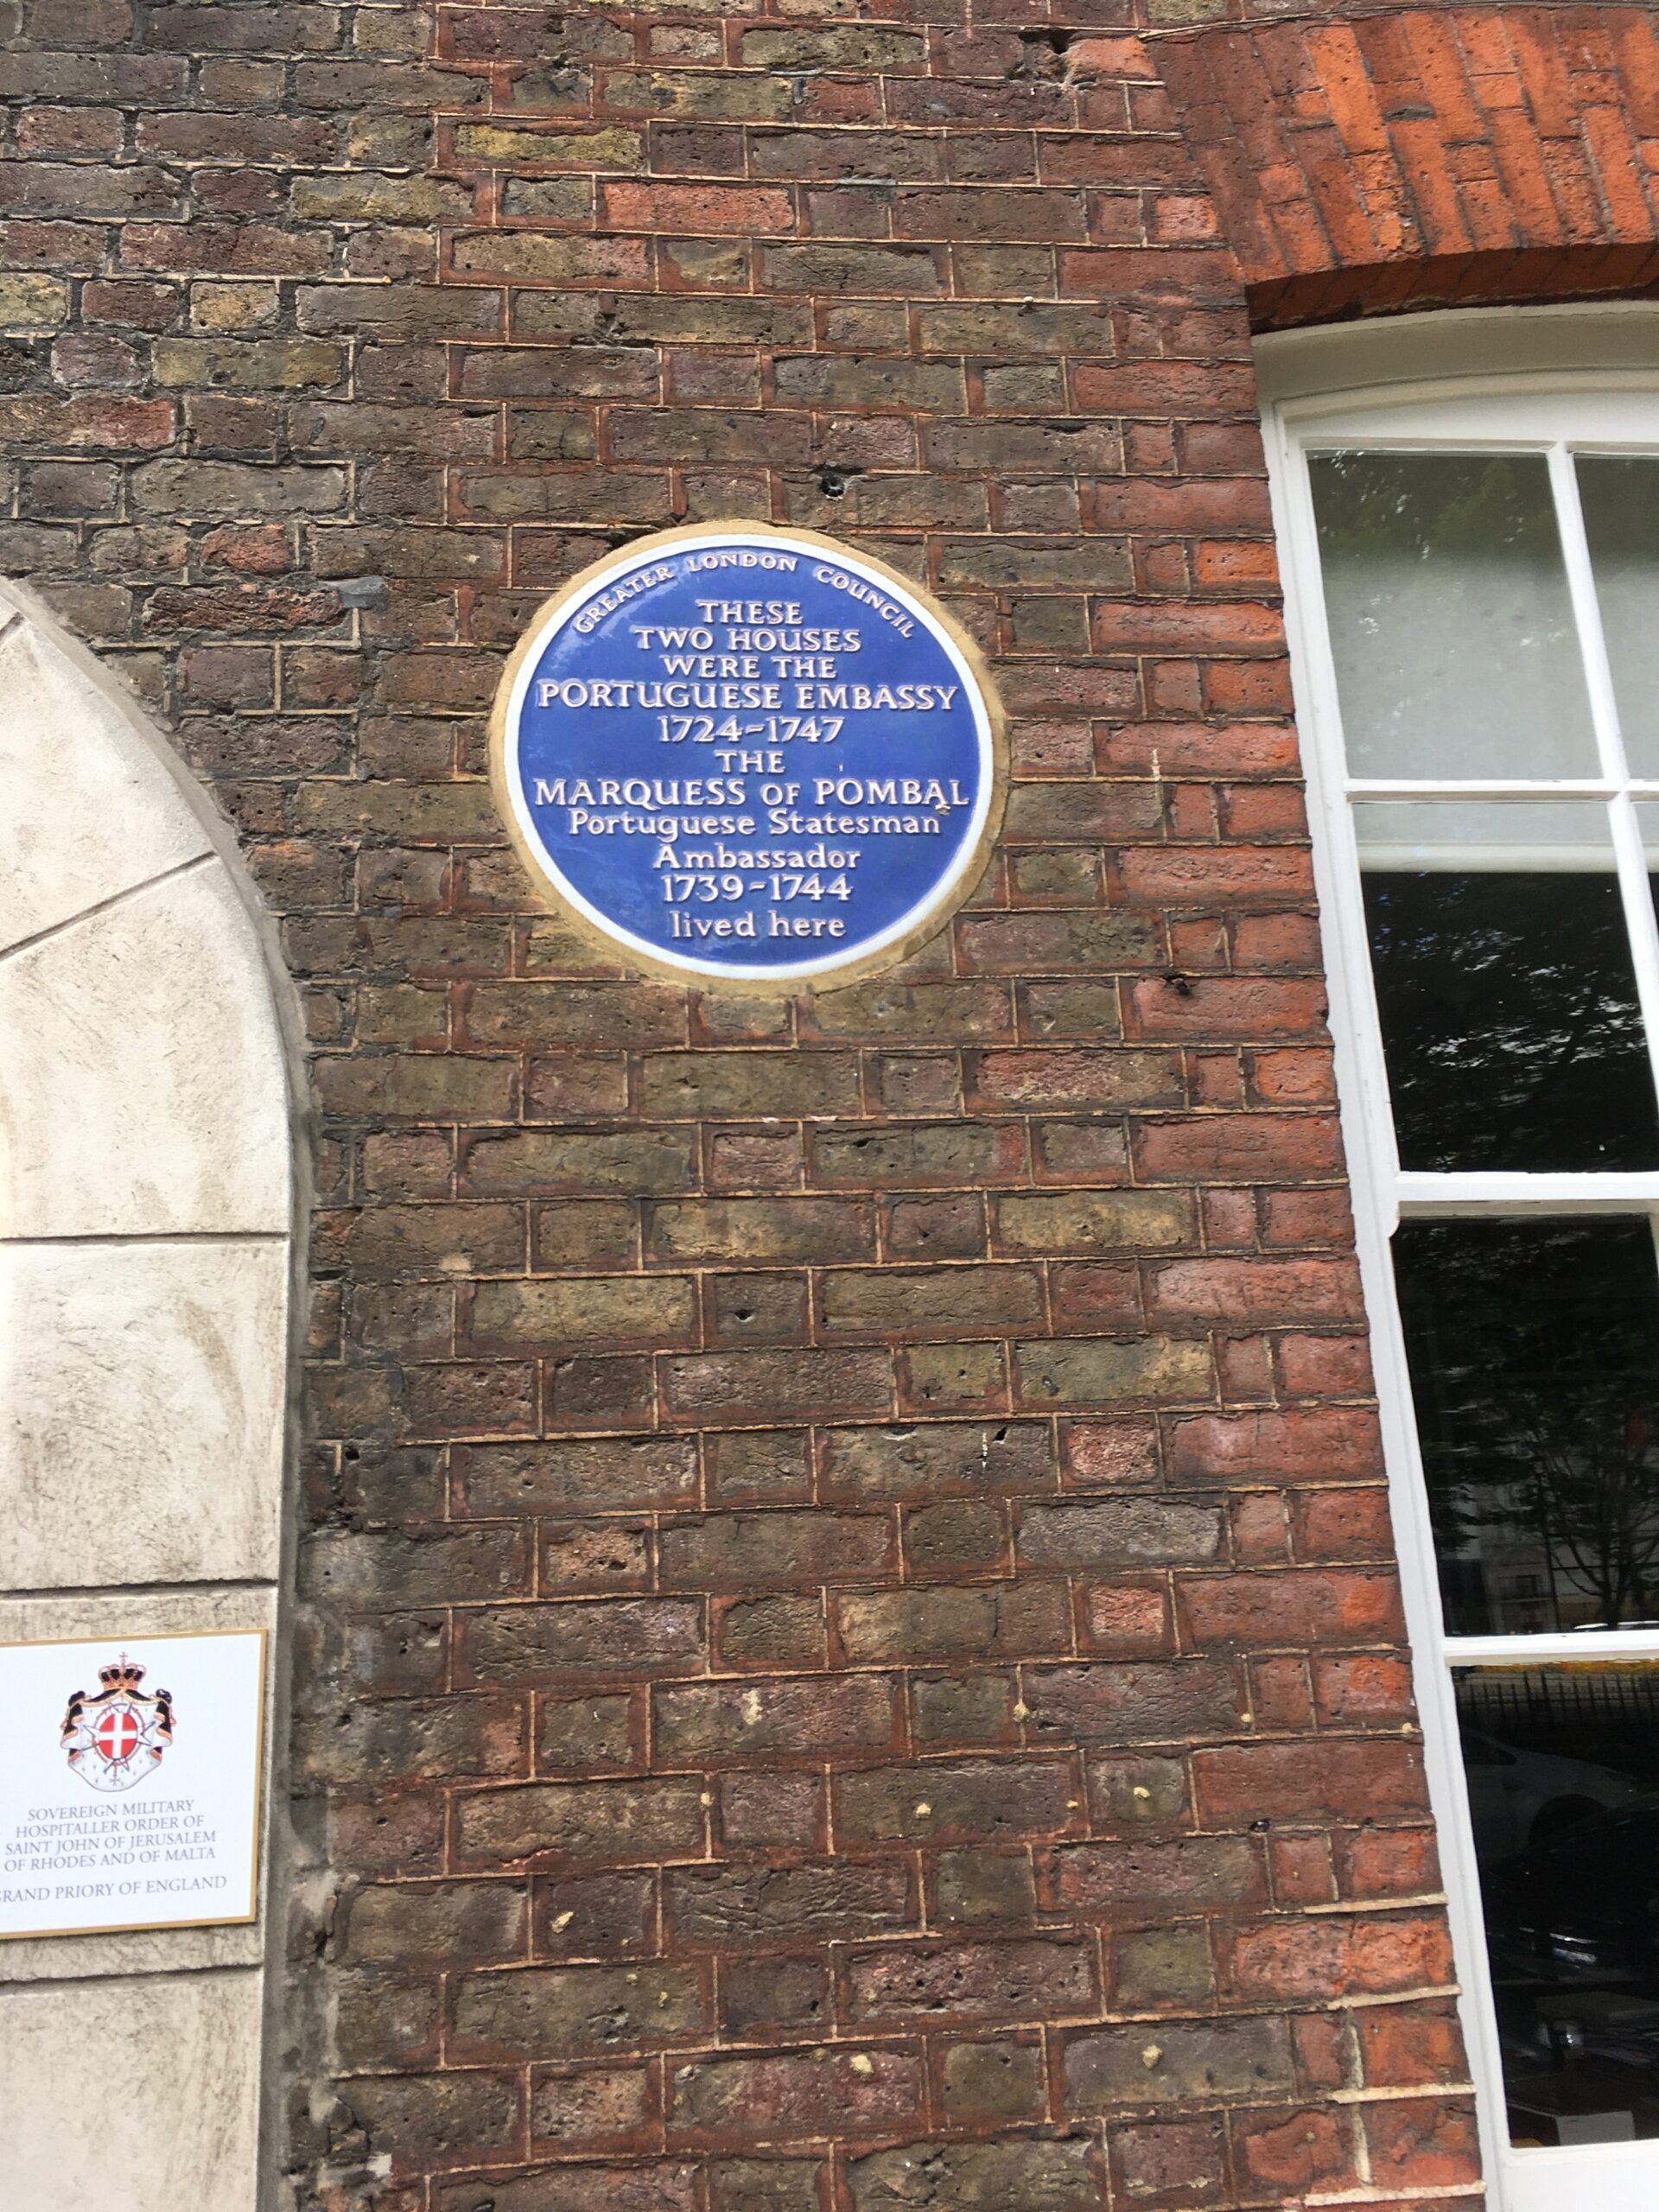 GREATER LONDON COUNCIL
THESE
TWO HOUSES
WERE THE
PORTUGUESE EMBASSY
1724-1747
THE
MARQUESS OF POMBAL
Portuguese Statesman
Ambassador
1739-1744
lived here
SOVEREIGN MILITARY
HOSPITALLER ORDER OF
SAINT JOHN OF JERUSALEM
OF RHODES AND OF MALTA
GRAND PRIORY OF ENGLAND